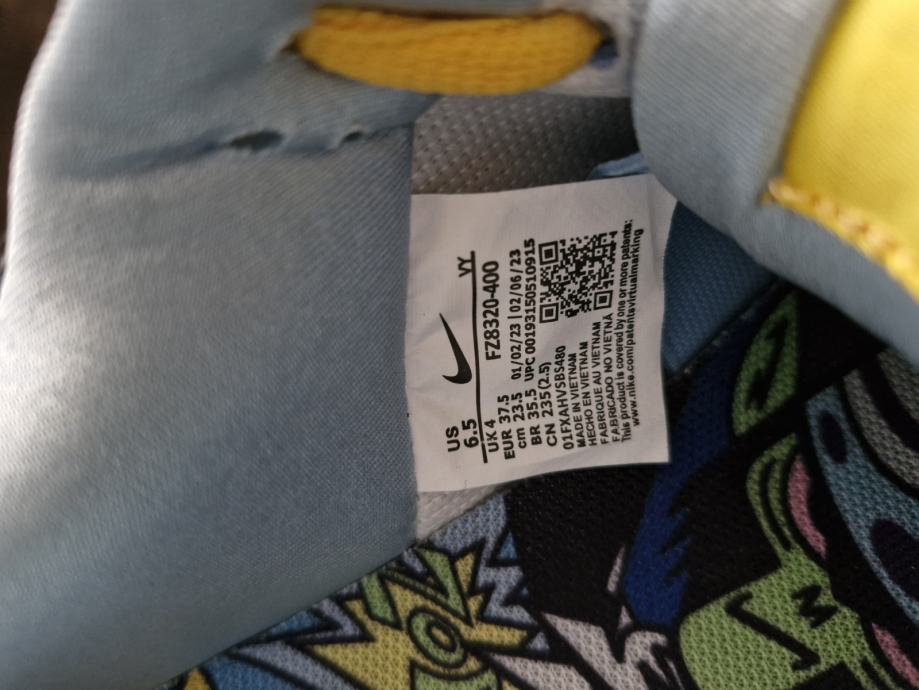 US
6.5 VY
UK 4 FZ8320-400
EUR 37.5
cm 23.5 01/02/23 | 02/06/23
BR 35.5 UPC 00193150510915
CN 235 (2.5)
01FXAHVSBS480
MADE IN VIETNAM
HECHO EN VIETNAM
FABRIQUE AU VIETNAM
FABRICADO NO VIETNÃ
This product is covered by one or more patents:
www.nike.com/patentsvirtualmarking